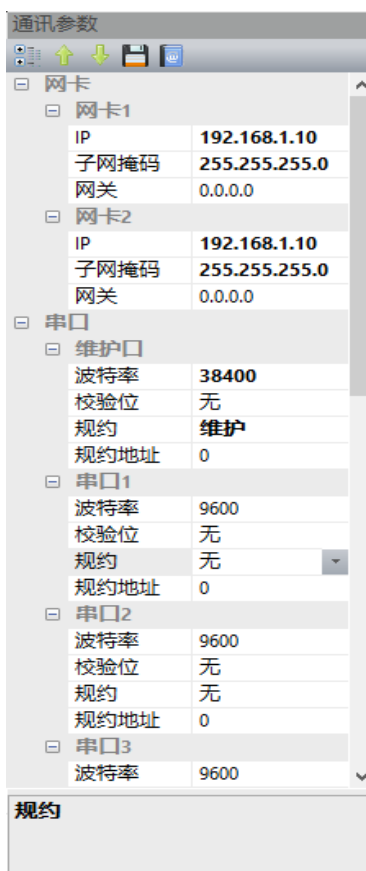 通讯参数
网卡
网卡1
IP 192.168.1.10
子网掩码 255.255.255.0
网关 0.0.0.0
网卡2
IP 192.168.1.10
子网掩码 255.255.255.0
网关 0.0.0.0
串口
维护口
波特率 38400
校验位 无
规约 维护
规约地址 0
串口1
波特率 9600
校验位 无
规约 无
规约地址 0
串口2
波特率 9600
校验位 无
规约 无
规约地址 0
串口3
波特率 9600
规约